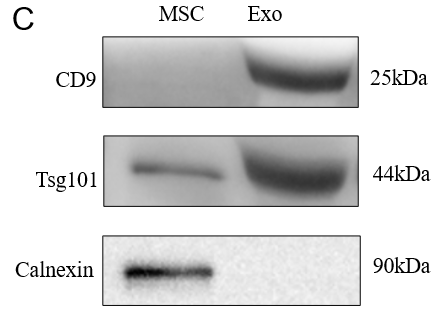 C
MSC Exo
CD9 25kDa
Tsg101 44kDa
Calnexin 90kDa